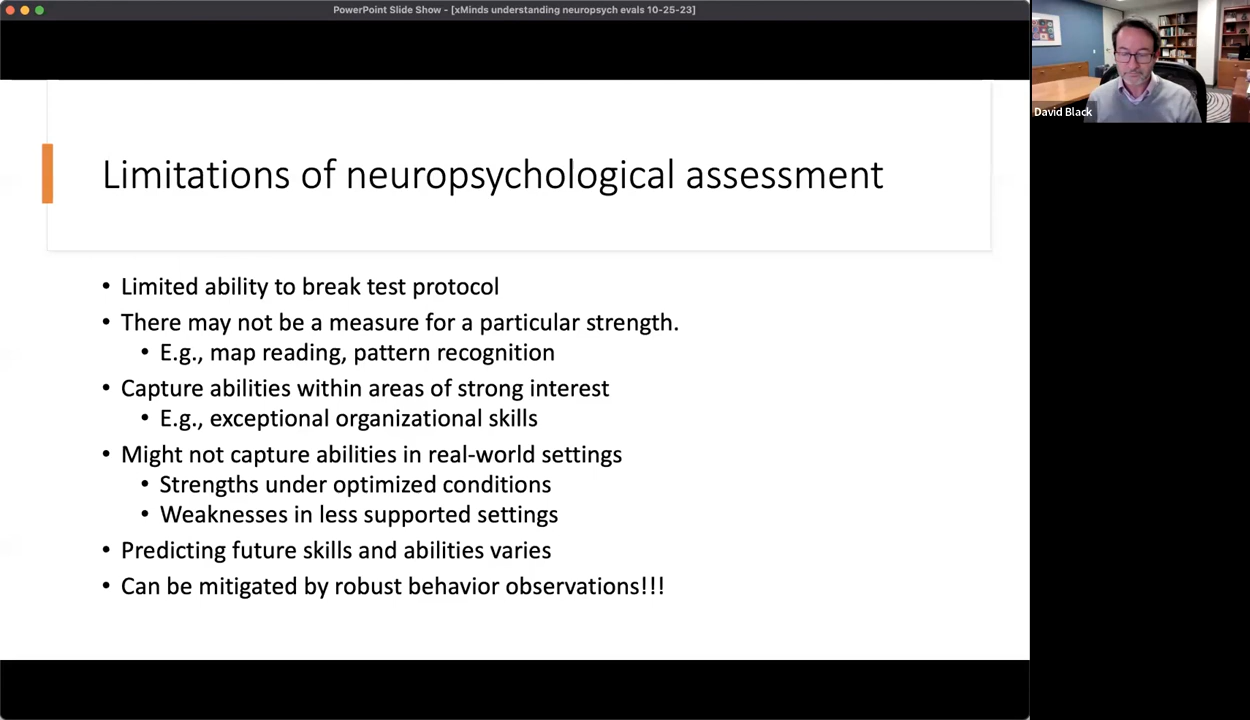 PowerPoint Slide Show - [xMinds understanding neuropsych evals 10-25-23]
David Black
Limitations of neuropsychological assessment
• Limited ability to break test protocol
• There may not be a measure for a particular strength.
• E.g., map reading, pattern recognition
• Capture abilities within areas of strong interest
• E.g., exceptional organizational skills
• Might not capture abilities in real-world settings
• Strengths under optimized conditions
• Weaknesses in less supported settings
• Predicting future skills and abilities varies
• Can be mitigated by robust behavior observations!!!